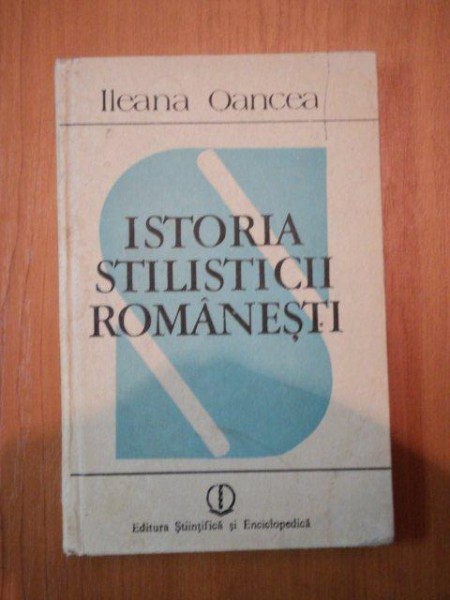 Ileana Oancea
ISTORIA
STILISTICII
ROMÂNEȘTI
Editura Științifică și Enciclopedică